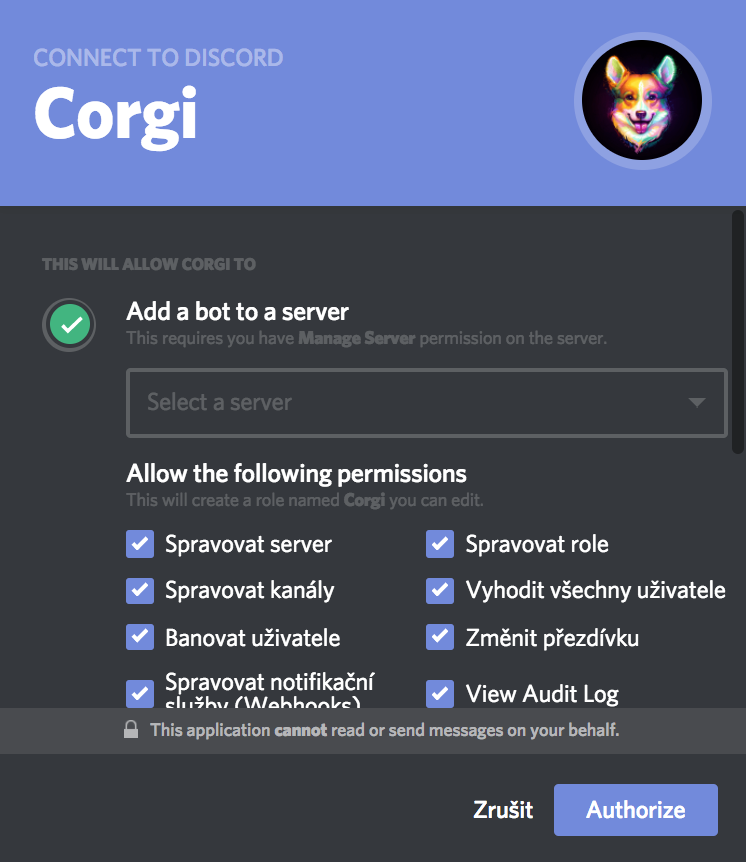 CONNECT TO DISCORD
Corgi
THIS WILL ALLOW CORGI TO
Add a bot to a server
This requires you have Manage Server permission on the server.
Select a server
Allow the following permissions
This will create a role named Corgi you can edit.
Spravovat server
Spravovat role
Spravovat kanály
Vyhodit všechny uživatele
Banovat uživatele
Změnit přezdívku
Spravovat notifikační
služby (Webhooks)
View Audit Log
This application cannot read or send messages on your behalf.
Zrušit
Authorize